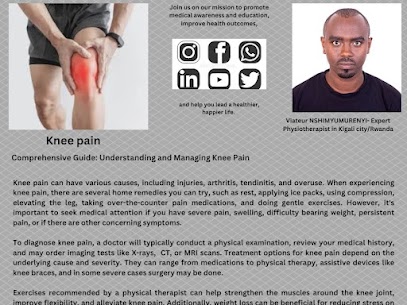 Join us on our mission to promote
medical awareness and education,
improve health outcomes,
and help you lead a healthier,
happier life.
Viateur NSHIMYUMURENYI- Expert
Physiotherapist in Kigali city/Rwanda
Knee pain
Comprehensive Guide: Understanding and Managing Knee Pain
Knee pain can have various causes, including injuries, arthritis, tendinitis, and overuse. When experiencing
knee pain, there are several home remedies you can try, such as rest, applying ice packs, using compression,
elevating the leg, taking over-the-counter pain medications, and doing gentle exercises. However, it's
important to seek medical attention if you have severe pain, swelling, difficulty bearing weight, persistent
pain, or if there are other concerning symptoms.
To diagnose knee pain, a doctor will typically conduct a physical examination, review your medical history,
and may order imaging tests like X-rays, CT, or MRI scans. Treatment options for knee pain depend on the
underlying cause and severity. They can range from medications to physical therapy, assistive devices like
knee braces, and in some severe cases surgery may be done.
Exercises recommended by a physical therapist can help strengthen the muscles around the knee joint,
improve flexibility, and alleviate knee pain. Additionally, weight loss can be beneficial for reducing stress on